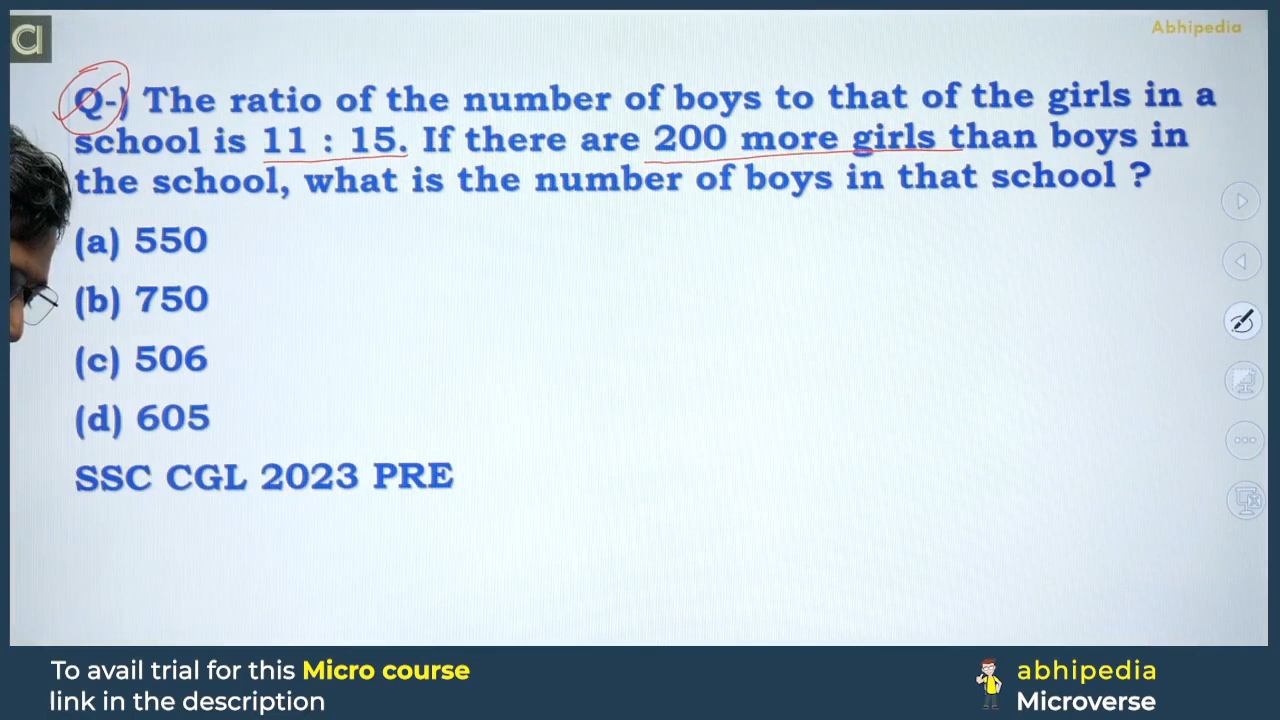 Abhipedia
Q-) The ratio of the number of boys to that of the girls in a
school is 11 : 15. If there are 200 more girls than boys in
the school, what is the number of boys in that school ?
(a) 550
(b) 750
(c) 506
(d) 605
SSC CGL 2023 PRE
To avail trial for this Micro course
link in the description
abhipedia
Microverse